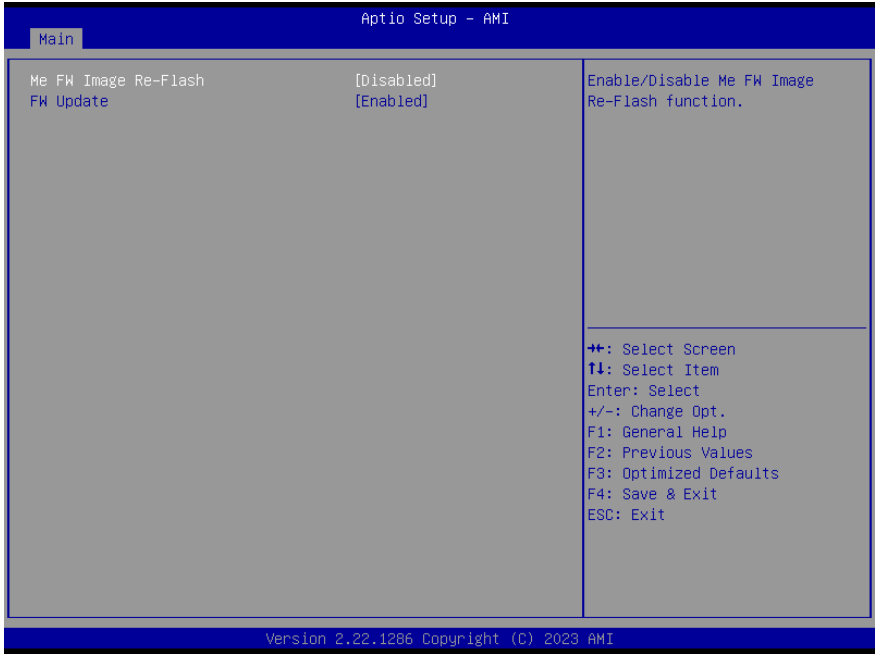 Aptio Setup – AMI
Main
Me FW Image Re-Flash [Disabled]
FW Update [Enabled]
Enable/Disable Me FW Image
Re-Flash function.
→←: Select Screen
↑↓: Select Item
Enter: Select
+/-: Change Opt.
F1: General Help
F2: Previous Values
F3: Optimized Defaults
F4: Save & Exit
ESC: Exit
Version 2.22.1286 Copyright (C) 2023 AMI